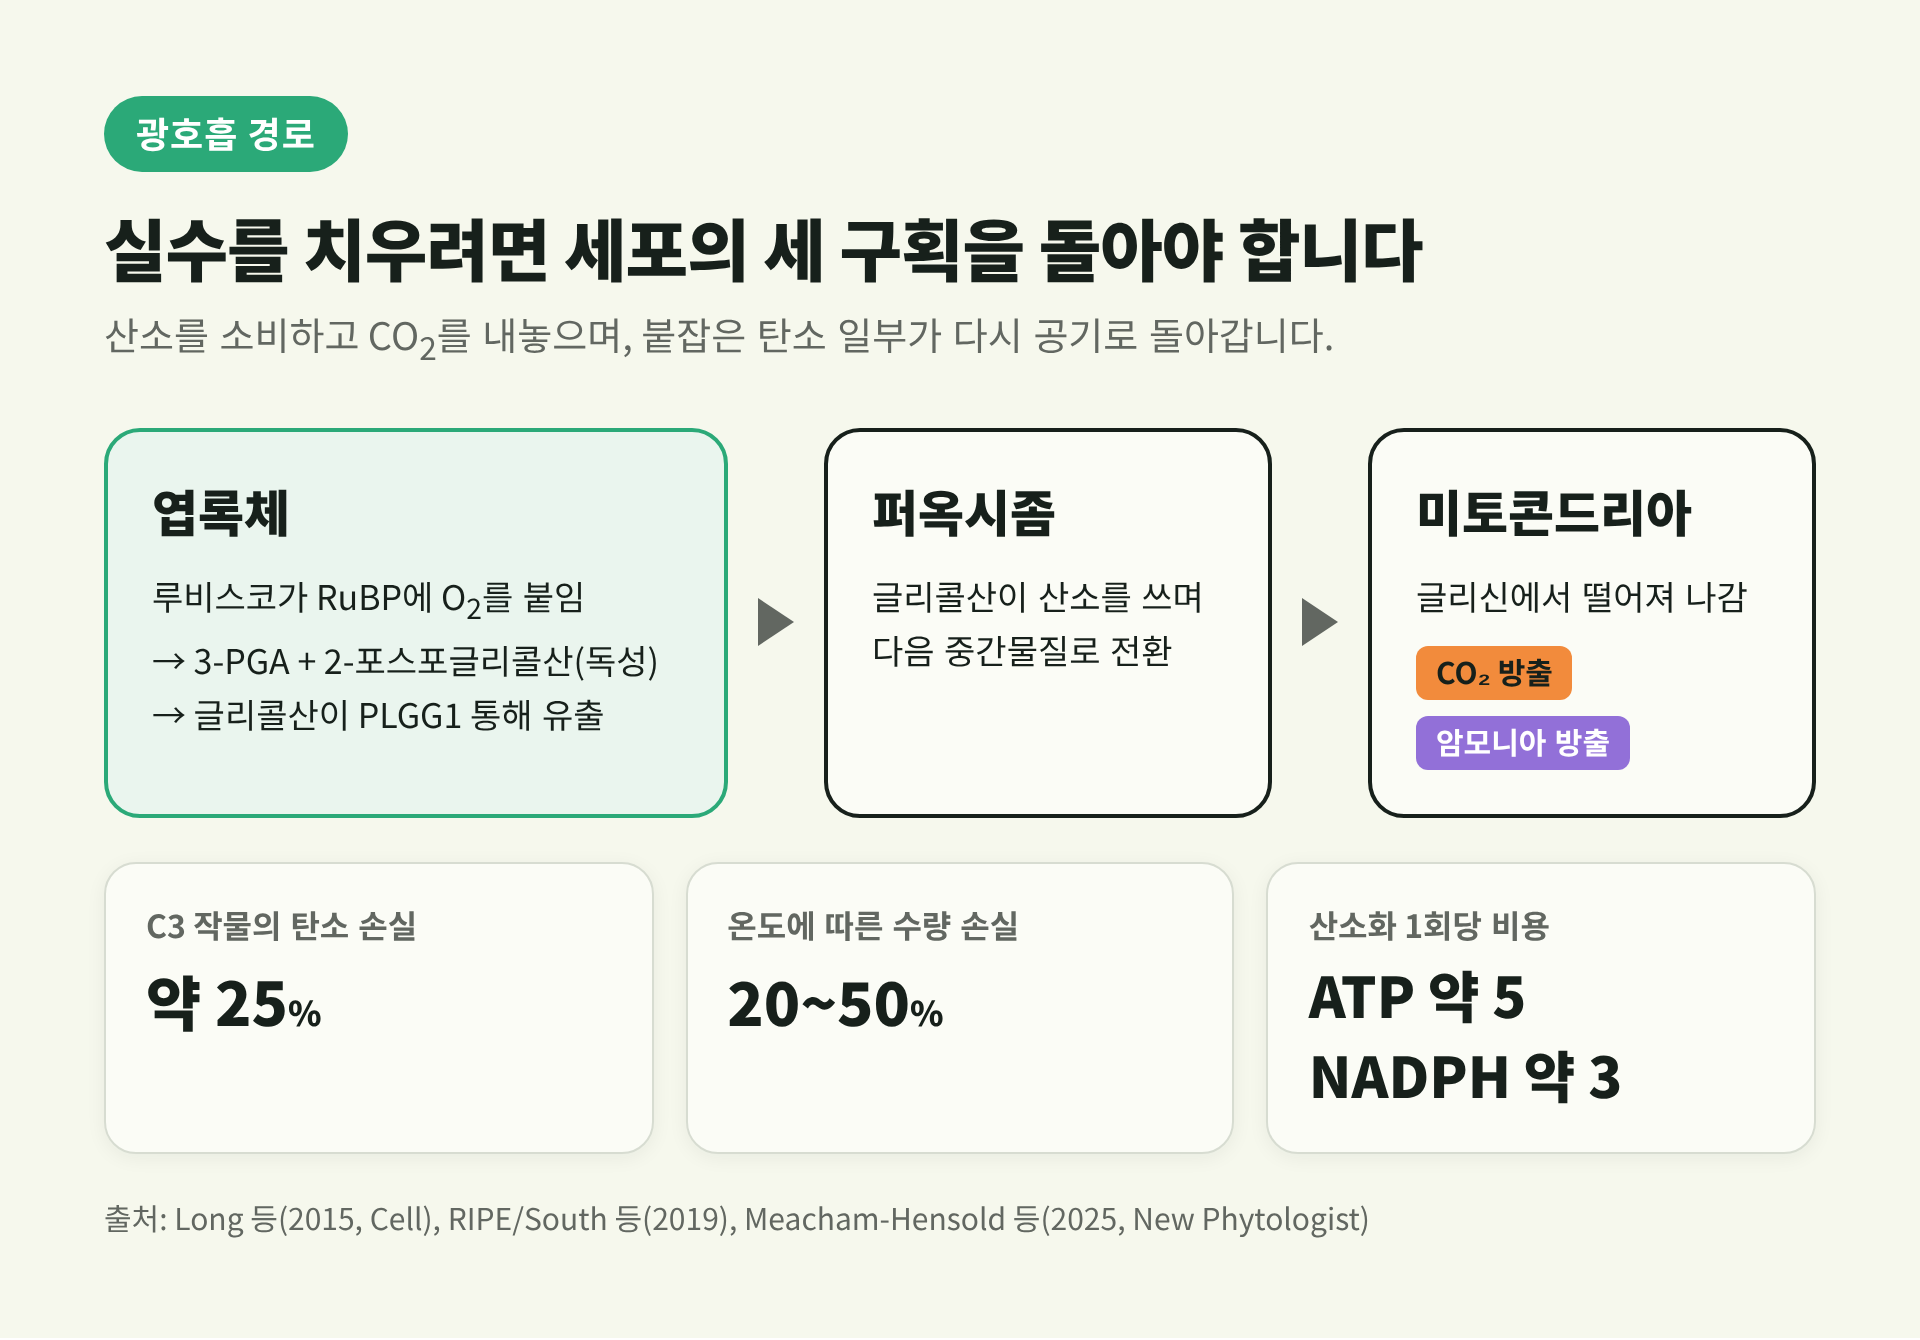 광호흡 경로
실수를 치우려면 세포의 세 구획을 돌아야 합니다
산소를 소비하고 CO₂를 내놓으며, 붙잡은 탄소 일부가 다시 공기로 돌아갑니다.
엽록체
루비스코가 RuBP에 O₂를 붙임
→ 3-PGA + 2-포스포글리콜산(독성)
→ 글리콜산이 PLGG1 통해 유출
퍼옥시좀
글리콜산이 산소를 쓰며
다음 중간물질로 전환
미토콘드리아
글리신에서 떨어져 나감
CO₂ 방출
암모니아 방출
C3 작물의 탄소 손실
약 25%
온도에 따른 수량 손실
20~50%
산소화 1회당 비용
ATP 약 5
NADPH 약 3
출처: Long 등(2015, Cell), RIPE/South 등(2019), Meacham-Hensold 등(2025, New Phytologist)